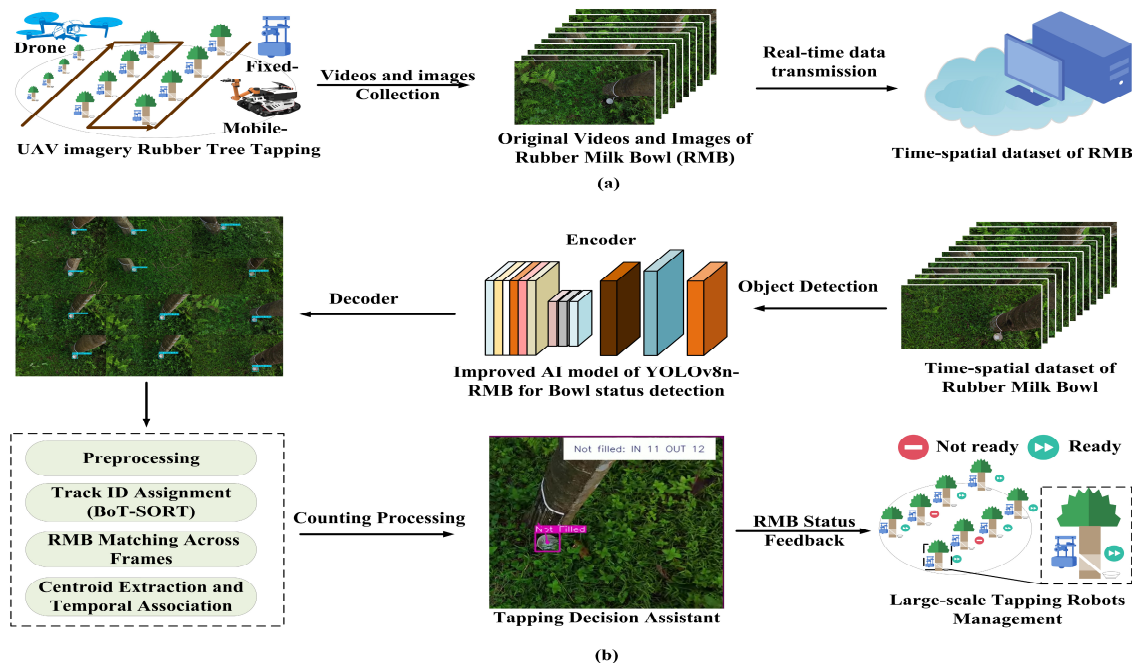 Drone
Fixed-
Mobile-
UAV imagery Rubber Tree Tapping
Videos and images
Collection
Original Videos and Images of
Rubber Milk Bowl (RMB)
Real-time data
transmission
Time-spatial dataset of RMB
(a)
Decoder
Encoder
Improved AI model of YOLOv8n-
RMB for Bowl status detection
Object Detection
Time-spatial dataset of
Rubber Milk Bowl
Preprocessing
Track ID Assignment
(BoT-SORT)
RMB Matching Across
Frames
Centroid Extraction and
Temporal Association
Counting Processing
Not filled: IN 11 OUT 12
Not Filled
Tapping Decision Assistant
RMB Status
Feedback
Not ready
Ready
Large-scale Tapping Robots
Management
(b)